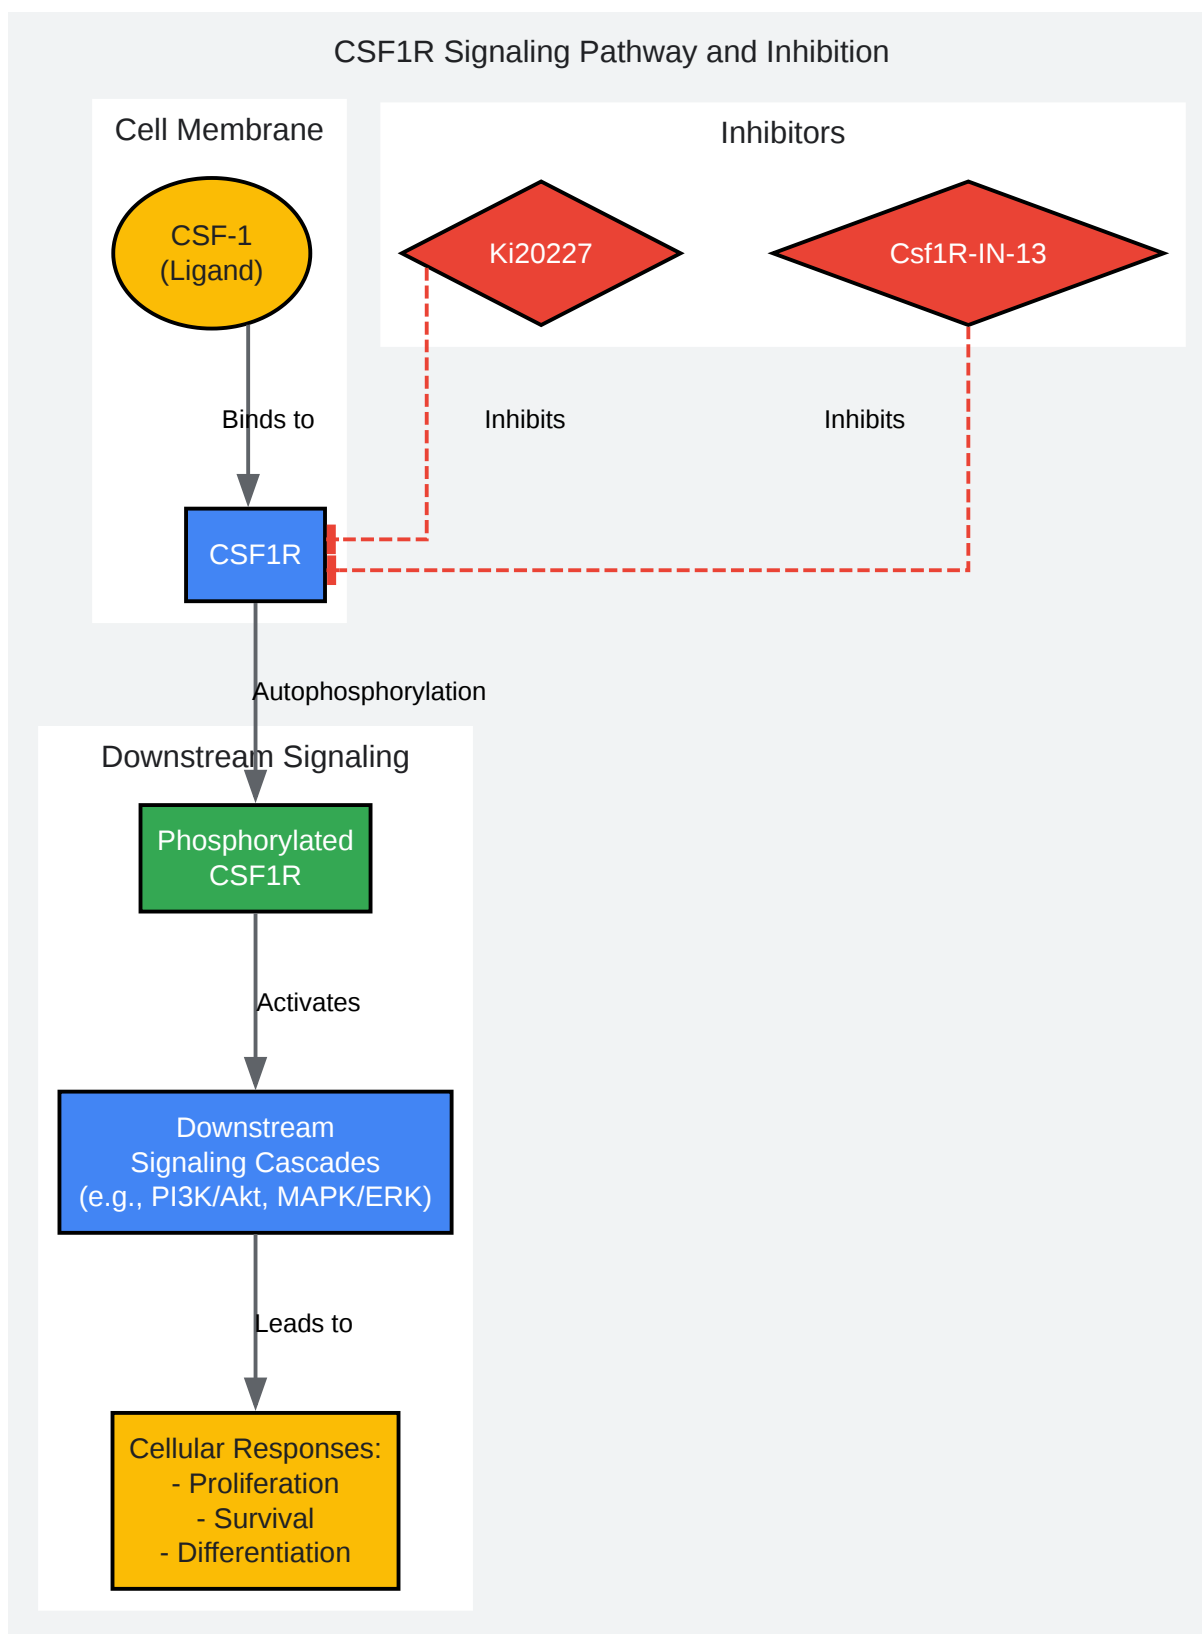 CSF1R Signaling Pathway and Inhibition
Cell Membrane
Inhibitors
CSF-1
(Ligand)
Ki20227
Csf1R-IN-13
Binds to
Inhibits
Inhibits
CSF1R
Autophosphorylation
Downstream Signaling
Phosphorylated
CSF1R
Activates
Downstream
Signaling Cascades
(e.g., PI3K/Akt, MAPK/ERK)
Leads to
Cellular Responses:
- Proliferation
- Survival
- Differentiation